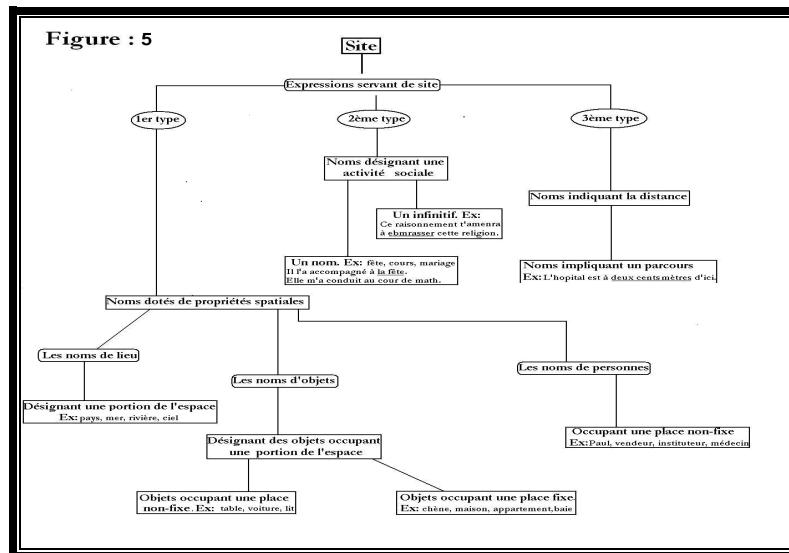 Figure : 5
Site
Expressions servant de site
1er type
2ème type
3ème type
Noms désignant une
activité sociale
Un infinitif. Ex:
Ce raisonnement t'amenra
à ebmrasser cette religion.
Un nom. Ex: fête, cours, mariage
Il l'a accompagné à la fête.
Elle m'a conduit au cour de math.
Noms indiquant la distance
Noms impliquant un parcours
Ex: L'hopital est à deux cents mètres d'ici.
Noms dotés de propriétés spatiales
Les noms de lieu
Désignant une portion de l'espace
Ex: pays, mer, rivière, ciel
Les noms d'objets
Désignant des objets occupant
une portion de l'espace
Objets occupant une place
non-fixe. Ex: table, voiture, lit
Objets occupant une place fixe.
Ex: chène, maison, appartement,baie
Les noms de personnes
Occupant une place non-fixe
Ex:Paul, vendeur, instituteur, médecin